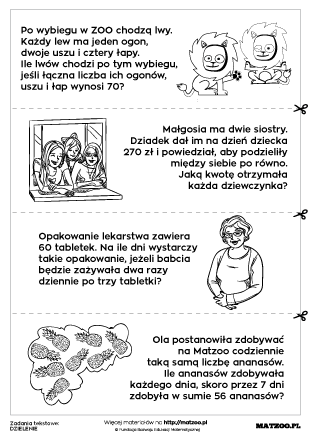 Po wybiegu w ZOO chodzą lwy.
Każdy lew ma jeden ogon,
dwoje uszu i cztery łapy.
Ile lwów chodzi po tym wybiegu,
jeśli łączna liczba ich ogonów,
uszu i łap wynosi 70?
Małgosia ma dwie siostry.
Dziadek dał im na dzień dziecka
270 zł i powiedział, aby podzieliły
między siebie po równo.
Jaką kwotę otrzymała
każda dziewczynka?
Opakowanie lekarstwa zawiera
60 tabletek. Na ile dni wystarczy
takie opakowanie, jeżeli babcia
będzie zażywała dwa razy
dziennie po trzy tabletki?
Ola postanowiła zdobywać
na Matzoo codziennie
taką samą liczbę ananasów.
Ile ananasów zdobywała
każdego dnia, skoro przez 7 dni
zdobyła w sumie 56 ananasów?
Zadania tekstowe:
DZIELENIE
Więcej materiałów na: http://matzoo.pl
© Fundacja Rozwoju Edukacji Matematycznej
MATZOO.PL